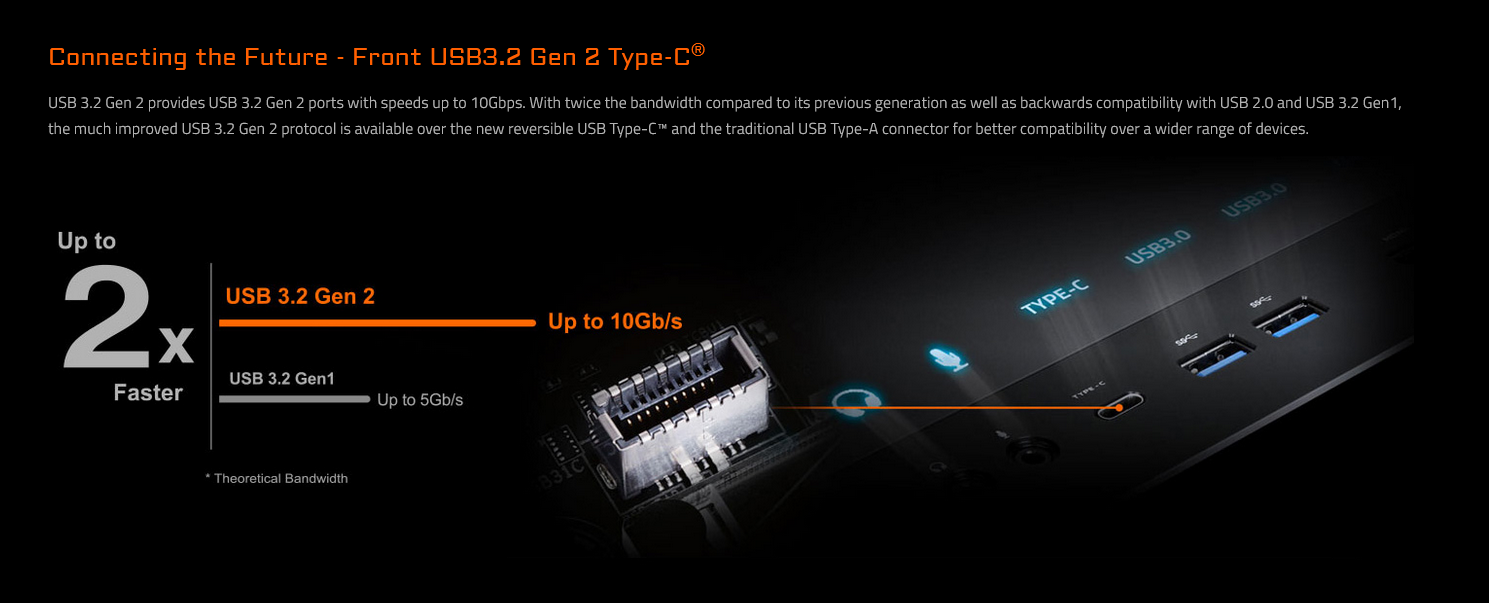 Connecting the Future - Front USB3.2 Gen 2 Type-C®
USB 3.2 Gen 2 provides USB 3.2 Gen 2 ports with speeds up to 10Gbps. With twice the bandwidth compared to its previous generation as well as backwards compatibility with USB 2.0 and USB 3.2 Gen1,
the much improved USB 3.2 Gen 2 protocol is available over the new reversible USB Type-C™ and the traditional USB Type-A connector for better compatibility over a wider range of devices.
Up to
2x
Faster
USB 3.2 Gen 2
Up to 10Gb/s
USB 3.2 Gen1
Up to 5Gb/s
* Theoretical Bandwidth
USB3.0
USB3.0
TYPE-C
TYPE-C